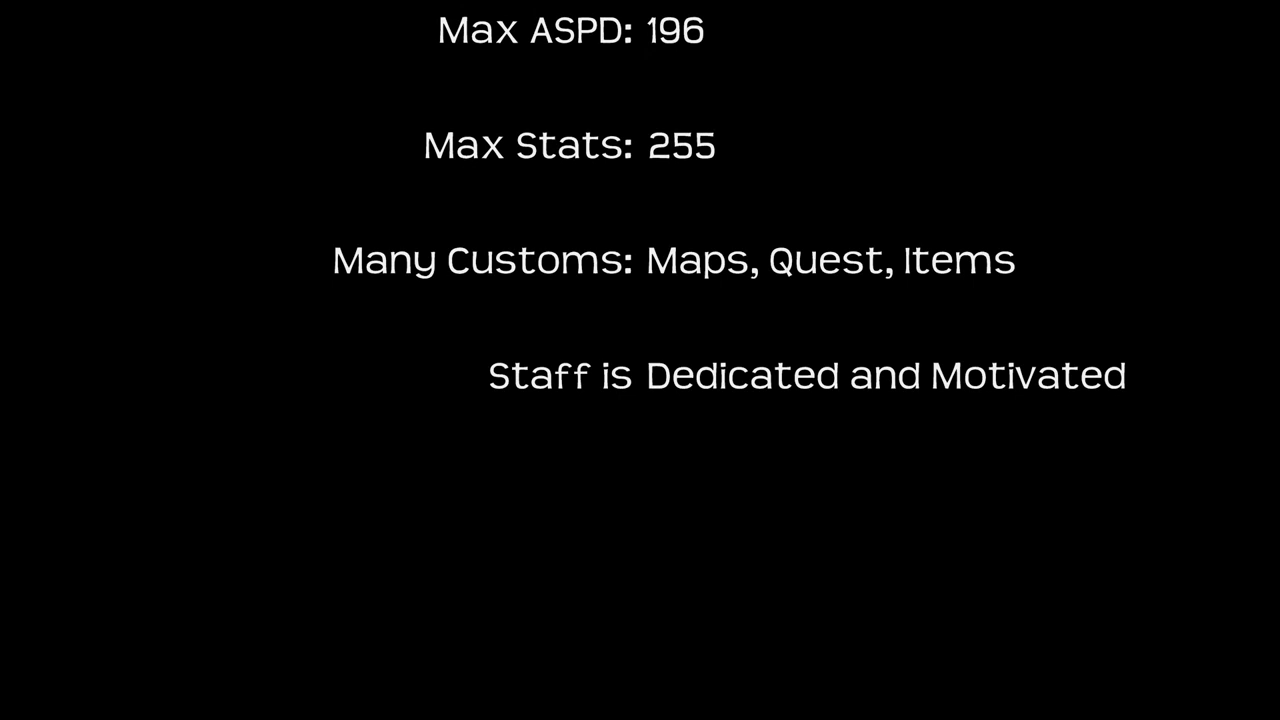 Max ASPD: 196
Max Stats: 255
Many Customs: Maps, Quest, Items
Staff is Dedicated and Motivated